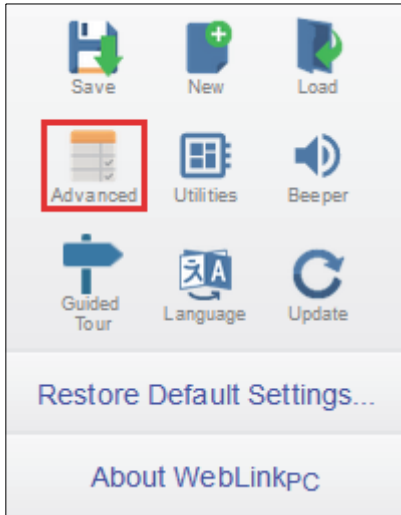 Save New Load
Advanced Utilities Beeper
Guided
Tour Language Update
Restore Default Settings...
About WebLinkPC